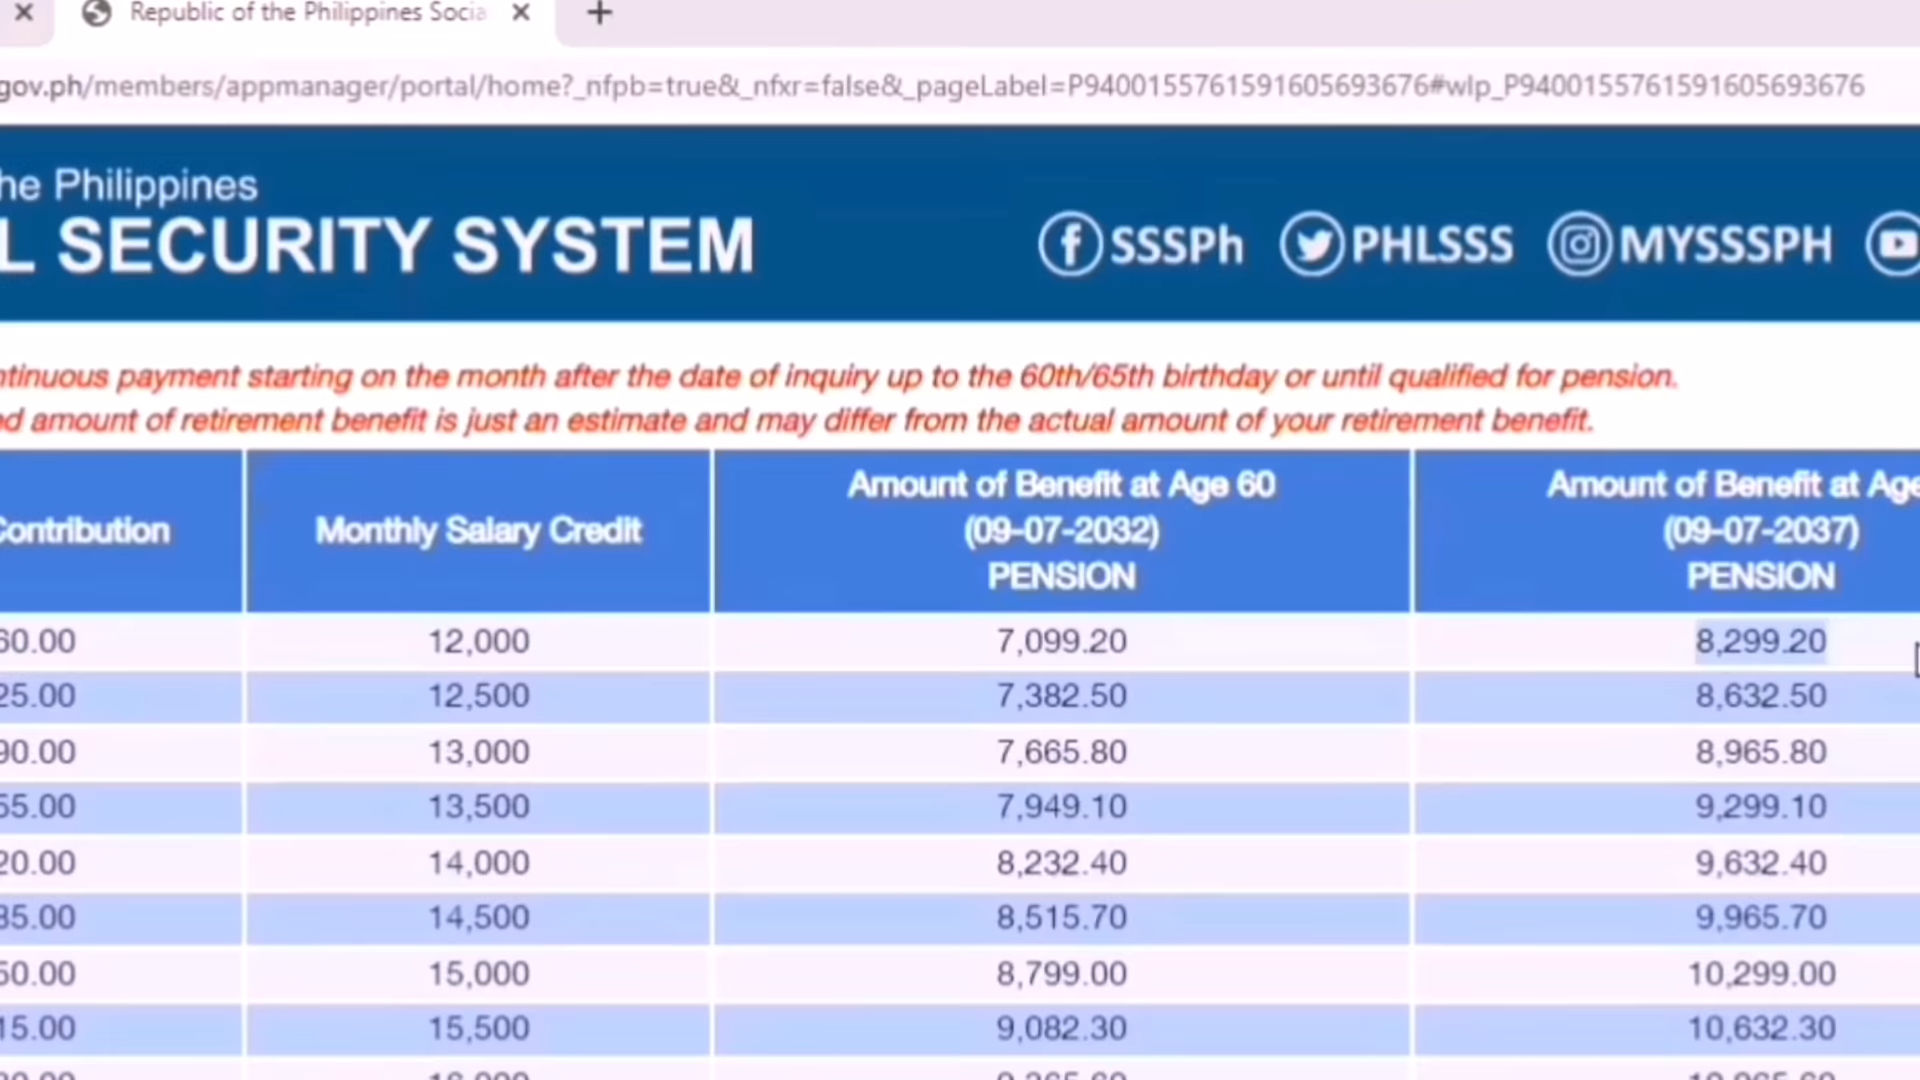 Republic of the Philippines Socia
gov.ph/members/appmanager/portal/home?_nfpb=true&_nfxr=false&_pageLabel=P9400155761591605693676#wlp_P9400155761591605693676
he Philippines
L SECURITY SYSTEM
SSSPh PHLSSS MYSSSPH
ntinuous payment starting on the month after the date of inquiry up to the 60th/65th birthday or until qualified for pension.
ed amount of retirement benefit is just an estimate and may differ from the actual amount of your retirement benefit.
Contribution Monthly Salary Credit Amount of Benefit at Age 60 (09-07-2032) PENSION Amount of Benefit at Age (09-07-2037) PENSION
60.00 12,000 7,099.20 8,299.20
25.00 12,500 7,382.50 8,632.50
90.00 13,000 7,665.80 8,965.80
55.00 13,500 7,949.10 9,299.10
20.00 14,000 8,232.40 9,632.40
85.00 14,500 8,515.70 9,965.70
50.00 15,000 8,799.00 10,299.00
15.00 15,500 9,082.30 10,632.30